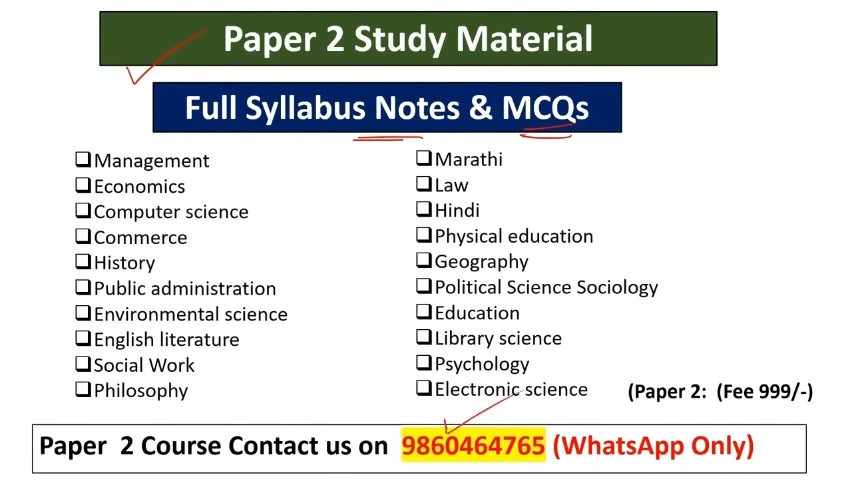 Paper 2 Study Material
Full Syllabus Notes & MCQs
Management
Economics
Computer science
Commerce
History
Public administration
Environmental science
English literature
Social Work
Philosophy
Marathi
Law
Hindi
Physical education
Geography
Political Science Sociology
Education
Library science
Psychology
Electronic science
(Paper 2: (Fee 999/-)
Paper 2 Course Contact us on 9860464765 (WhatsApp Only)